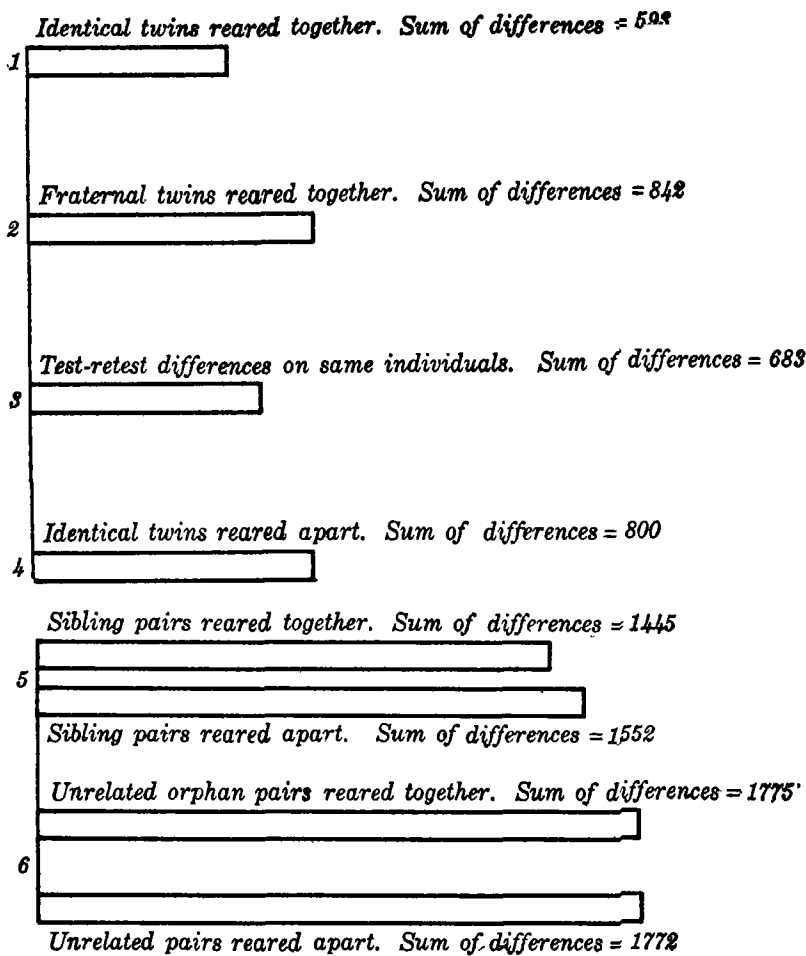 Identical twins reared together. Sum of differences =
1
Fraternal twins reared together. Sum of differences = 842
2
Test-retest differences on same individuals. Sum of differences = 683
3
Identical twins reared apart. Sum of differences = 800
4
Sibling pairs reared together. Sum of differences = 1445
5
Sibling pairs reared apart. Sum of differences = 1552
Unrelated orphan pairs reared together. Sum of differences = 1775
6
Unrelated pairs reared apart. Sum of differences = 1772